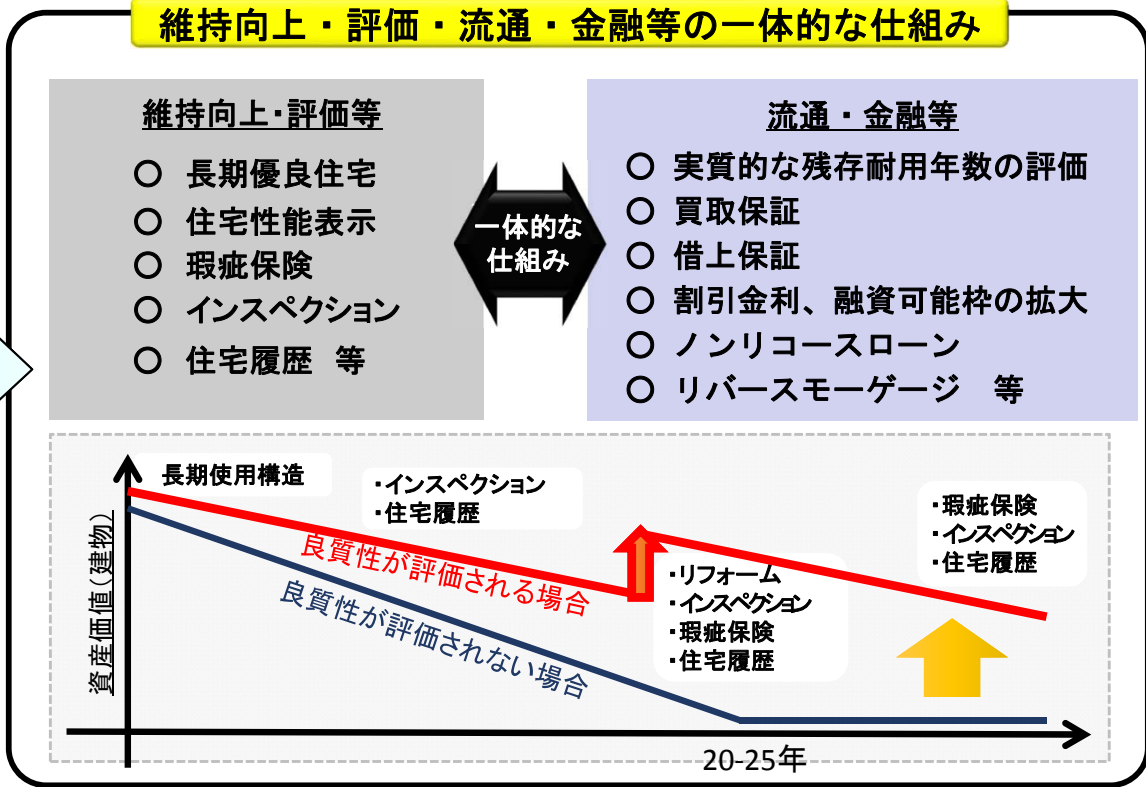 維持向上・評価・流通・金融等の一体的な仕組み
維持向上・評価等
○ 長期優良住宅
○ 住宅性能表示
○ 瑕疵保険
○ インスペクション
○ 住宅履歴 等
一体的な
仕組み
流通・金融等
○ 実質的な残存耐用年数の評価
○ 買取保証
○ 借上保証
○ 割引金利、融資可能枠の拡大
○ ノンリコースローン
○ リバースモーゲージ 等
資産価値(建物)
長期使用構造
・インスペクション
・住宅履歴
良質性が評価される場合
良質性が評価されない場合
・リフォーム
・インスペクション
・瑕疵保険
・住宅履歴
・瑕疵保険
・インスペクション
・住宅履歴
20-25年